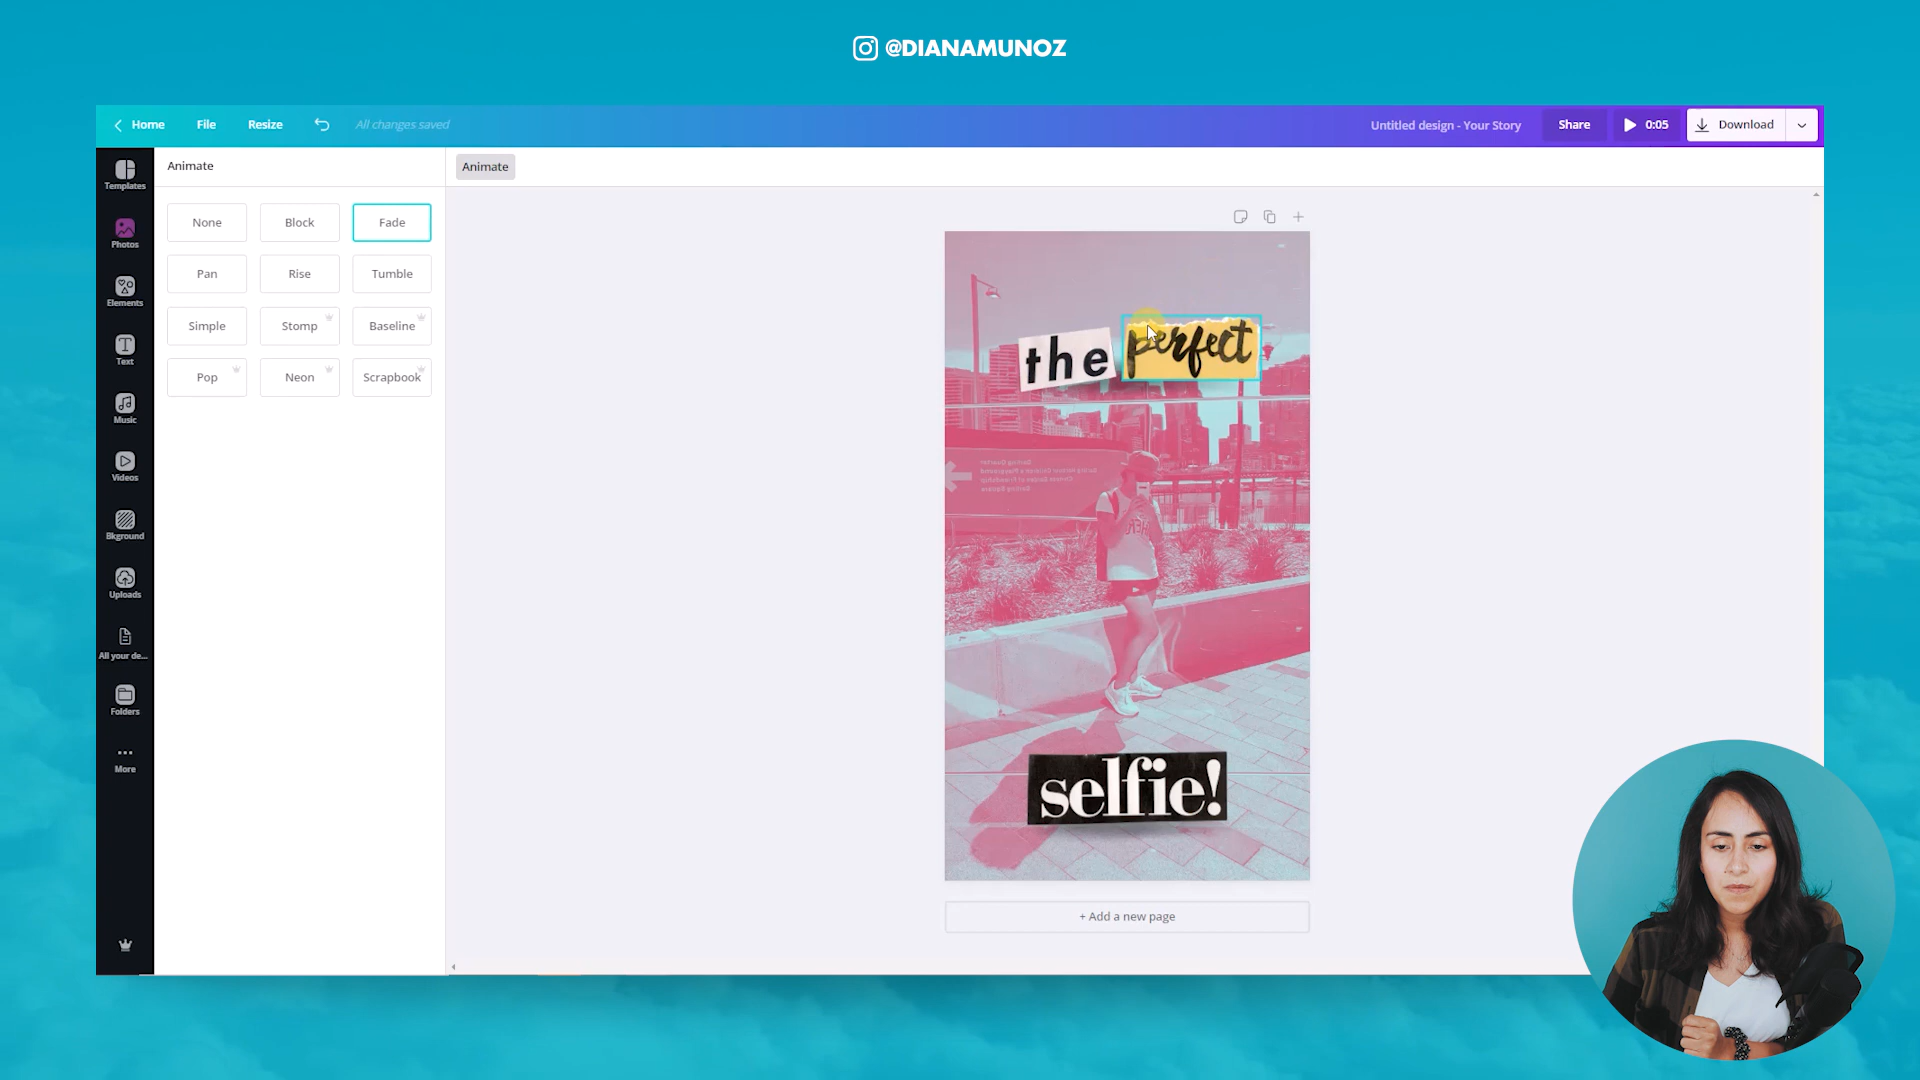 @DIANAMUNOZ
Home
File
Resize
All changes saved
Untitled design - Your Story
Share
0:05
Download
Templates
Photos
Elements
Text
Music
Videos
Bkground
Uploads
All your de...
Folders
More
Animate
None
Block
Fade
Pan
Rise
Tumble
Simple
Stomp
Baseline
Pop
Neon
Scrapbook
Animate
the perfect
selfie!
+ Add a new page